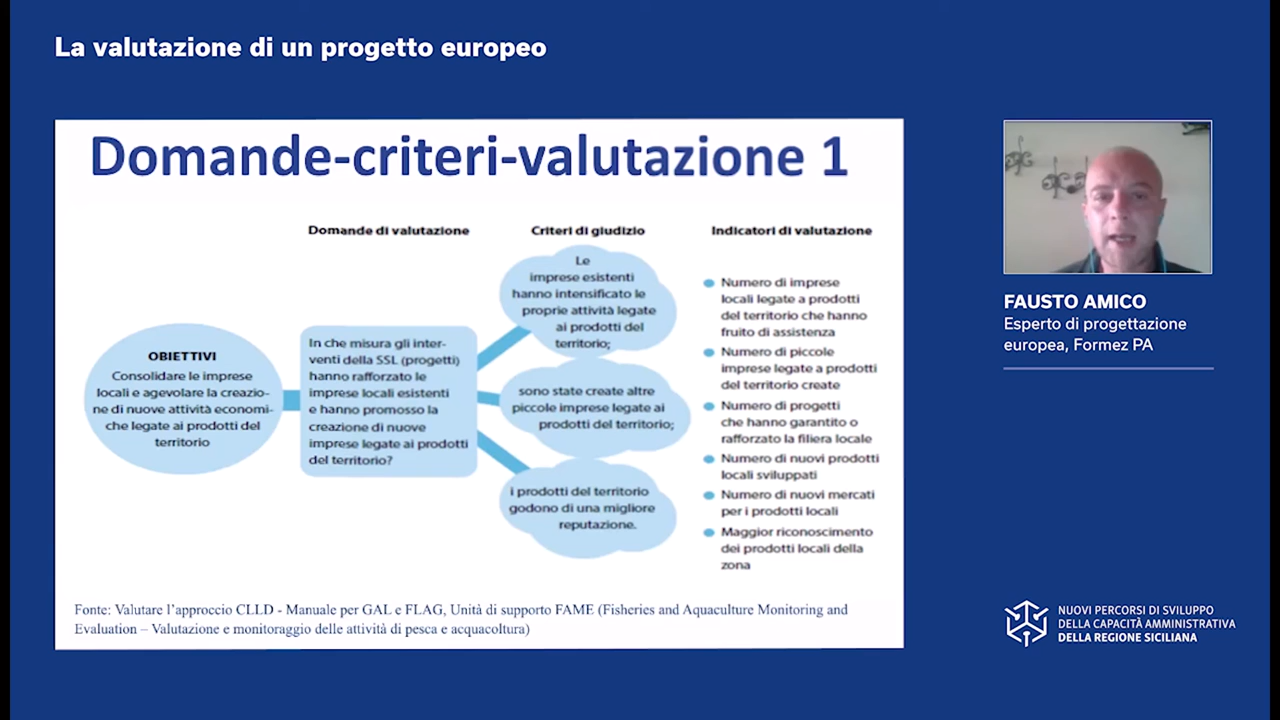 La valutazione di un progetto europeo
Domande-criteri-valutazione 1
Domande di valutazione
Criteri di giudizio
Indicatori di valutazione
OBIETTIVI
Consolidare le imprese
locali e agevolare la creazio-
ne di nuove attività economi-
che legate ai prodotti del
territorio
In che misura gli inter-
venti della SSL (progetti)
hanno rafforzato le
imprese locali esistenti
e hanno promosso la
creazione di nuove
imprese legate ai prodotti
del territorio?
Le
imprese esistenti
hanno intensificato le
proprie attività legate
ai prodotti del
territorio;
sono state create altre
piccole imprese legate ai
prodotti del territorio;
i prodotti del territorio
godono di una migliore
reputazione.
Numero di imprese
locali legate a prodotti
del territorio che hanno
fruito di assistenza
Numero di piccole
imprese legate a prodotti
del territorio create
Numero di progetti
che hanno garantito o
rafforzato la filiera locale
Numero di nuovi prodotti
locali sviluppati
Numero di nuovi mercati
per i prodotti locali
Maggior riconoscimento
dei prodotti locali della
zona
Fonte: Valutare l'approccio CLLD - Manuale per GAL e FLAG, Unità di supporto FAME (Fisheries and Aquaculture Monitoring and
Evaluation – Valutazione e monitoraggio delle attività di pesca e acquacoltura)
FAUSTO AMICO
Esperto di progettazione
europea, Formez PA
NUOVI PERCORSI DI SVILUPPO
DELLA CAPACITÀ AMMINISTRATIVA
DELLA REGIONE SICILIANA